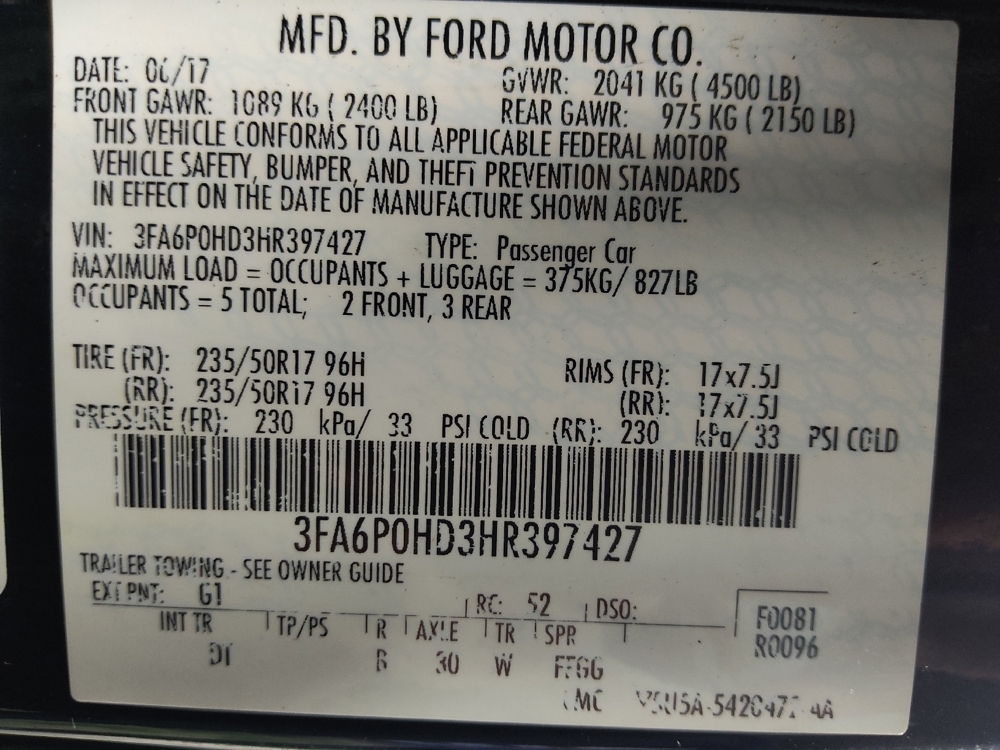 MFD. BY FORD MOTOR CO.
DATE: 06/17 GVWR: 2041 KG ( 4500 LB)
FRONT GAWR: 1089 KG ( 2400 LB) REAR GAWR: 975 KG ( 2150 LB)
THIS VEHICLE CONFORMS TO ALL APPLICABLE FEDERAL MOTOR
VEHICLE SAFETY, BUMPER, AND THEFT PREVENTION STANDARDS
IN EFFECT ON THE DATE OF MANUFACTURE SHOWN ABOVE.
VIN: 3FA6P0HD3HR397427 TYPE: Passenger Car
MAXIMUM LOAD = OCCUPANTS + LUGGAGE = 375KG/ 827LB
OCCUPANTS = 5 TOTAL; 2 FRONT, 3 REAR
TIRE (FR): 235/50R17 96H RIMS (FR): 17x7.5J
(RR): 235/50R17 96H (RR): 17x7.5J
PRESSURE (FR): 230 kPa/ 33 PSI COLD (RR): 230 kPa/ 33 PSI COLD
3FA6P0HD3HR397427
TRAILER TOWING - SEE OWNER GUIDE
EXT PNT: G1 RC: 52 DSO: F0081
INT TR TP/PS R AXLE TR SPR R0096
30 W FFGG